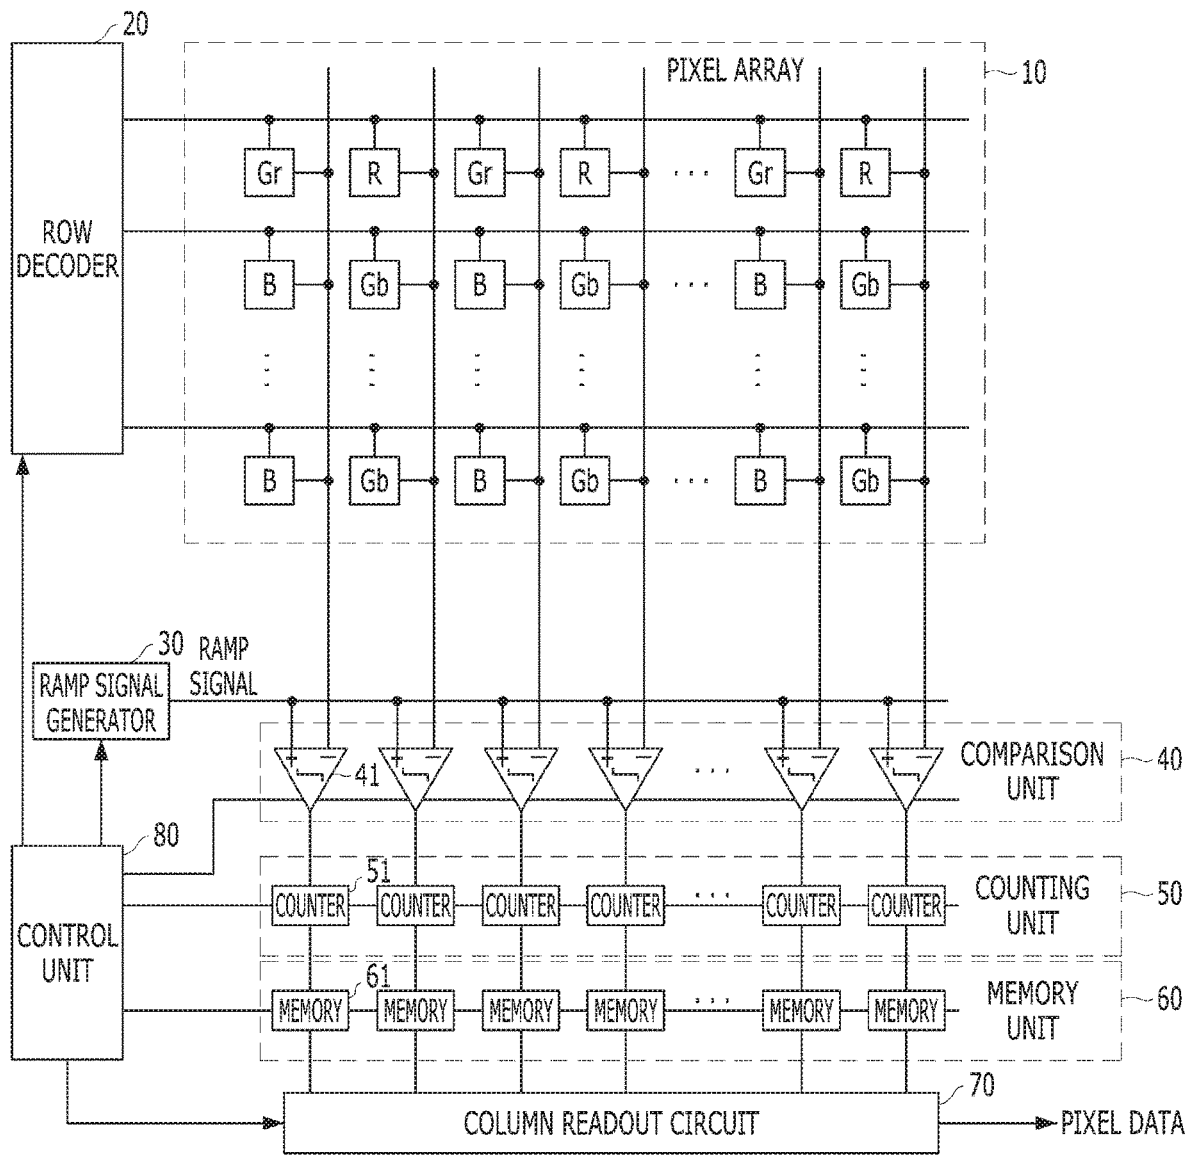 20
PIXEL ARRAY
10
Gr R Gr R ··· Gr R
ROW
DECODER
B Gb B Gb ··· B Gb
B Gb B Gb ··· B Gb
30
RAMP
SIGNAL
RAMP SIGNAL
GENERATOR
+ − + − + − + − ··· + − + −
41
COMPARISON
UNIT
40
80
51
COUNTER COUNTER COUNTER COUNTER ··· COUNTER COUNTER
COUNTING
UNIT
50
CONTROL
UNIT
61
MEMORY MEMORY MEMORY MEMORY ··· MEMORY MEMORY
MEMORY
UNIT
60
70
COLUMN READOUT CIRCUIT
PIXEL DATA